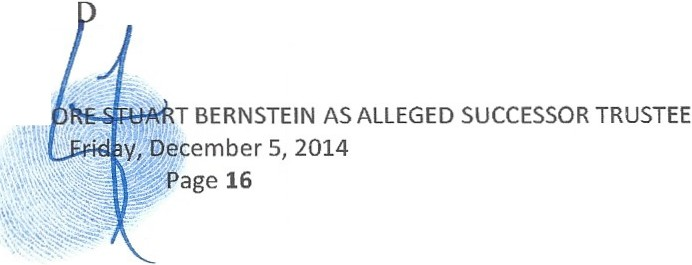 D
ORE STUART BERNSTEIN AS ALLEGED SUCCESSOR TRUSTEE
Friday, December 5, 2014
Page 16